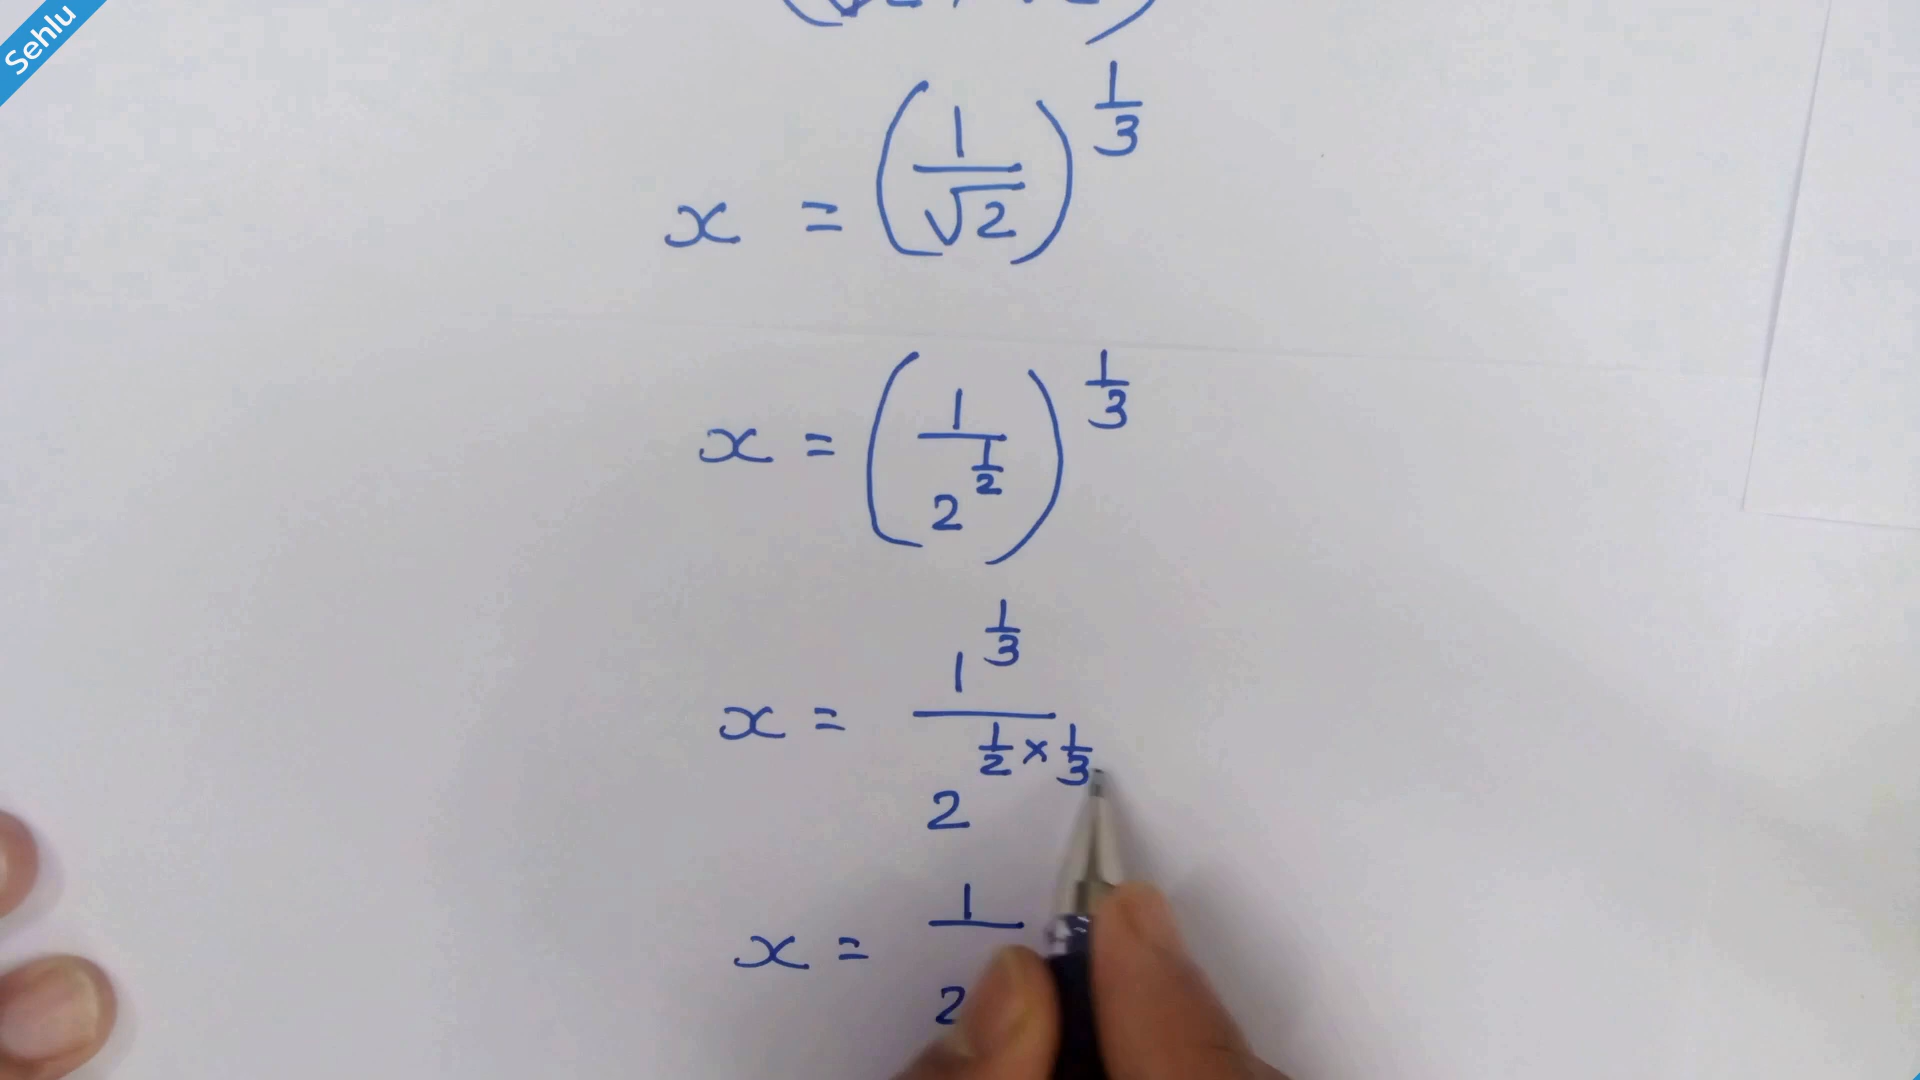 Sehlu
x = (1/√2)^(1/3)
x = (1/2^(1/2))^(1/3)
x = 1^(1/3)/2^(1/2 × 1/3)
x = 1/2